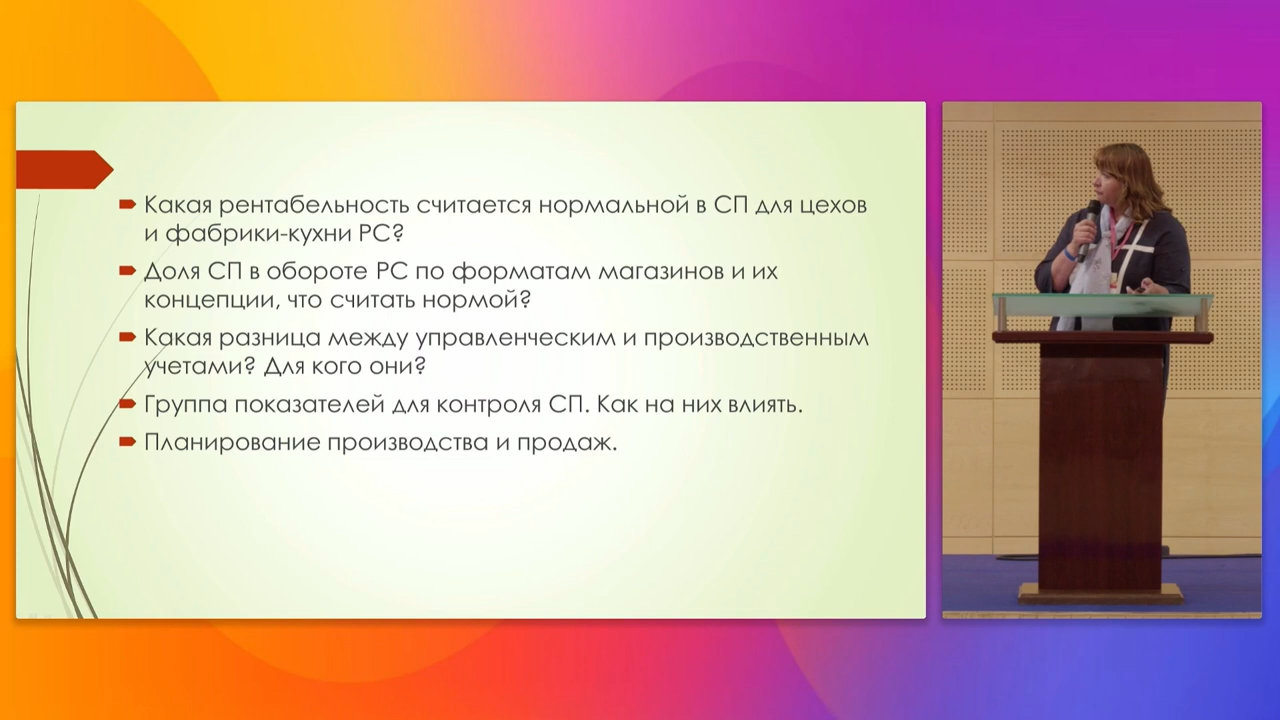 Какая рентабельность считается нормальной в СП для цехов
и фабрики-кухни РС?
Доля СП в обороте РС по форматам магазинов и их
концепции, что считать нормой?
Какая разница между управленческим и производственным
учетами? Для кого они?
Группа показателей для контроля СП. Как на них влиять.
Планирование производства и продаж.